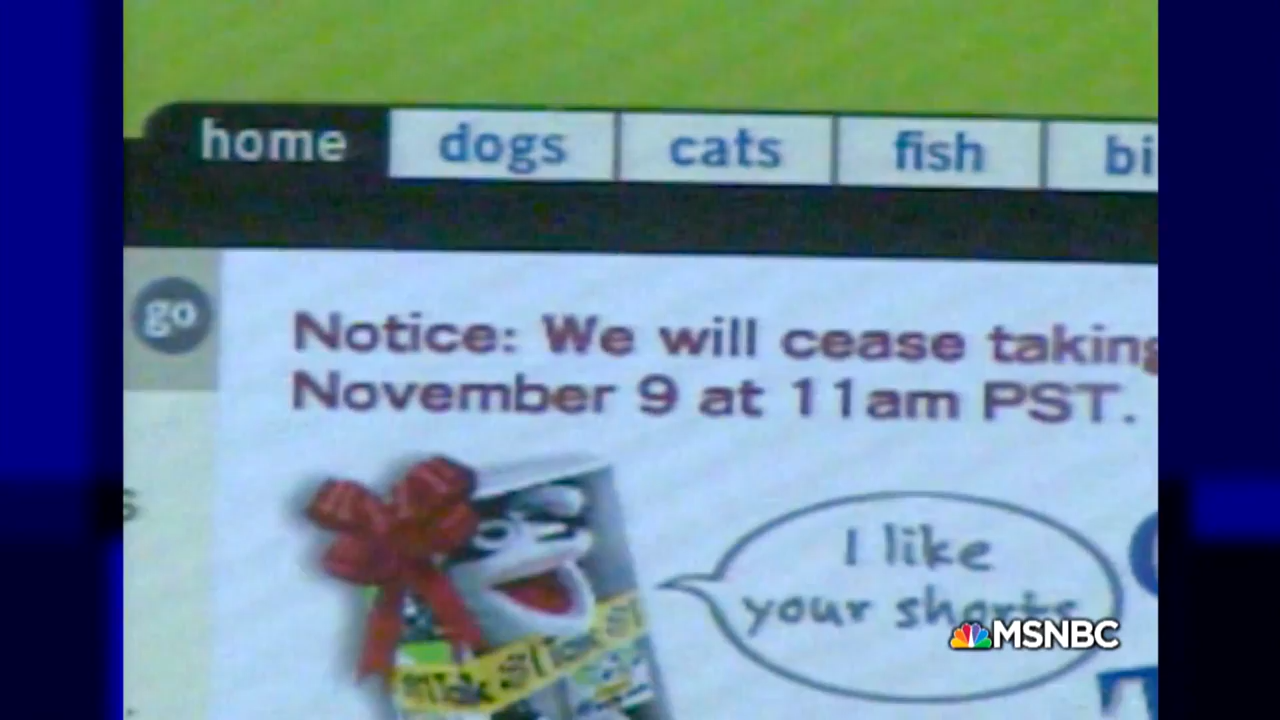 home dogs cats fish bi
go
Notice: We will cease taking
November 9 at 11am PST.
I like
your shorts
MSNBC